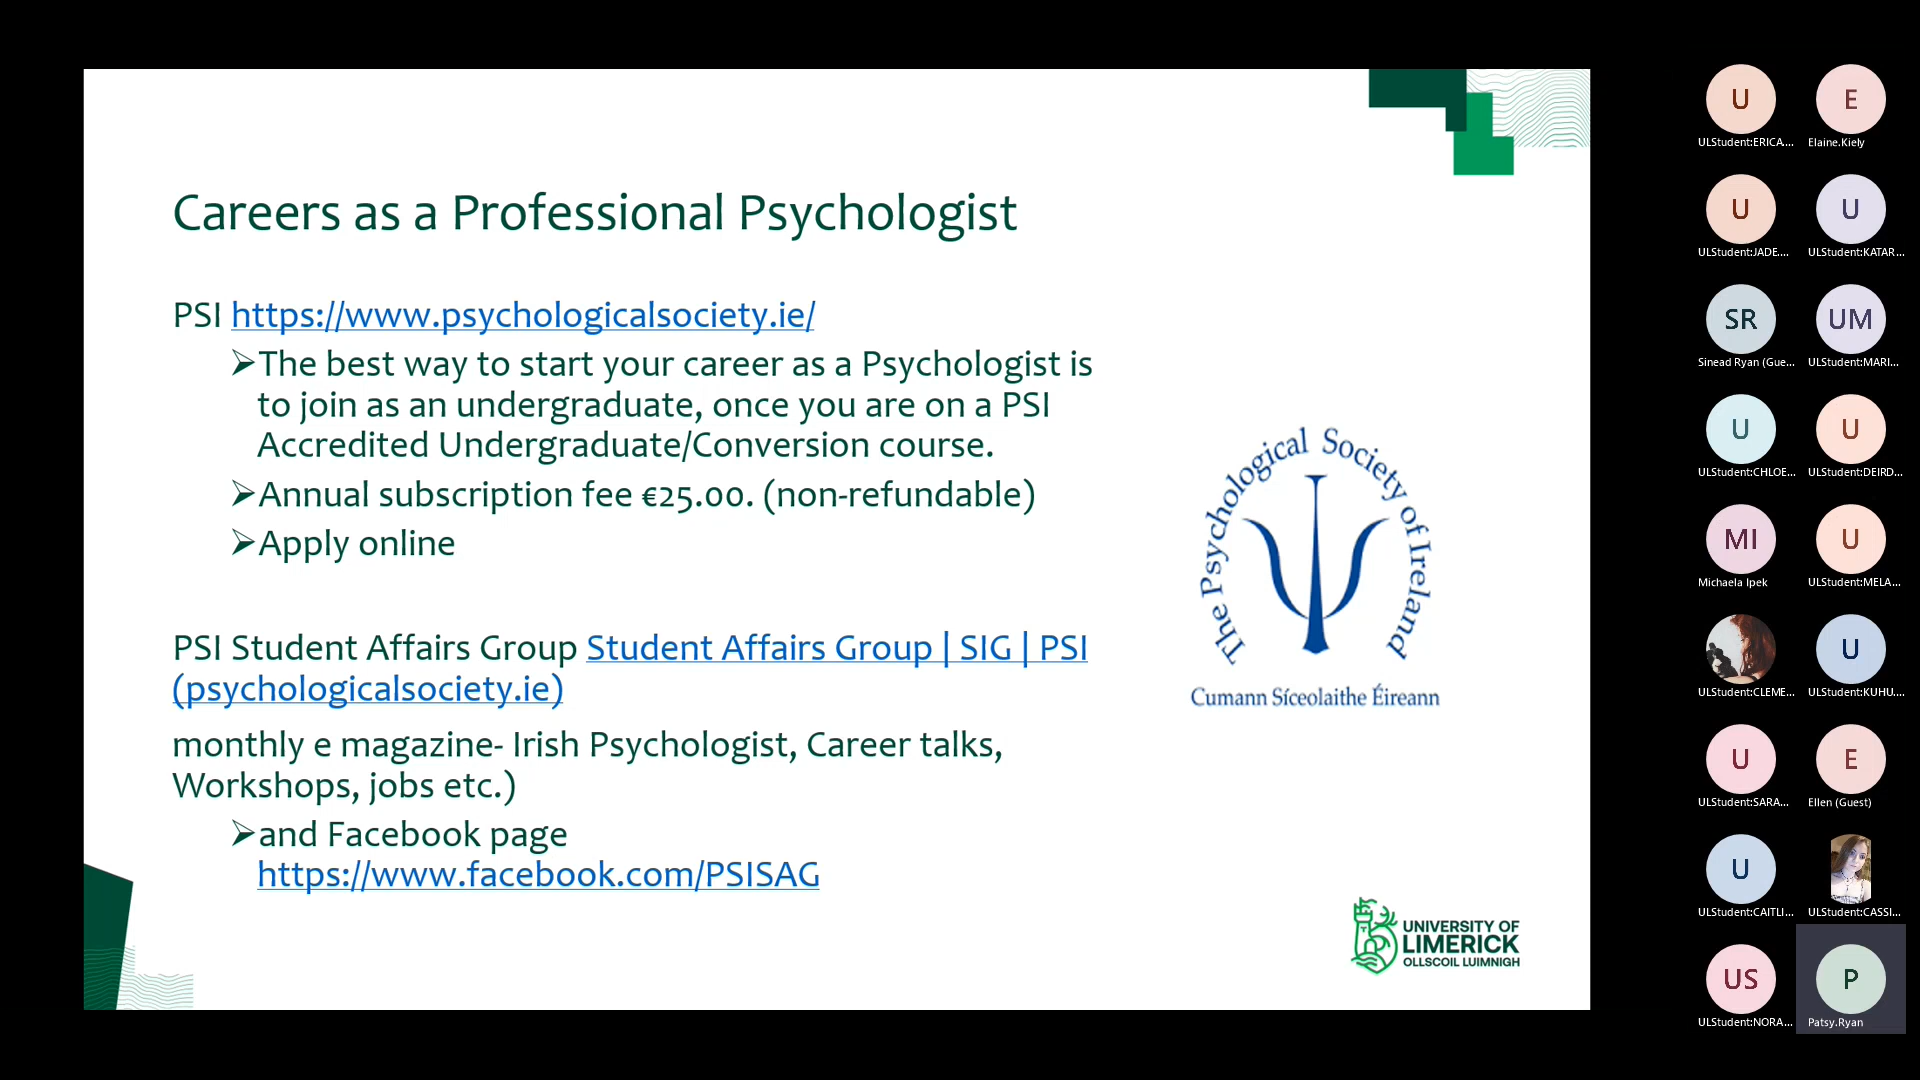 Careers as a Professional Psychologist
PSI https://www.psychologicalsociety.ie/
➢The best way to start your career as a Psychologist is
to join as an undergraduate, once you are on a PSI
Accredited Undergraduate/Conversion course.
➢Annual subscription fee €25.00. (non-refundable)
➢Apply online
PSI Student Affairs Group Student Affairs Group | SIG | PSI
(psychologicalsociety.ie)
monthly e magazine- Irish Psychologist, Career talks,
Workshops, jobs etc.)
➢and Facebook page
https://www.facebook.com/PSISAG
The Psychological Society of Ireland
Cumann Síceolaithe Éireann
UNIVERSITY OF
LIMERICK
OLLSCOIL LUIMNIGH
U E
ULStudent:ERICA.... Elaine.Kiely
U U
ULStudent:JADE.... ULStudent:KATAR...
SR UM
Sinead Ryan (Gue... ULStudent:MARI...
U U
ULStudent:CHLOE... ULStudent:DEIRD...
MI U
Michaela Ipek ULStudent:MELA...
U
ULStudent:CLEME... ULStudent:KUHU....
U E
ULStudent:SARA... Ellen (Guest)
U
ULStudent:CAITLI... ULStudent:CASSI...
US P
ULStudent:NORA... Patsy.Ryan